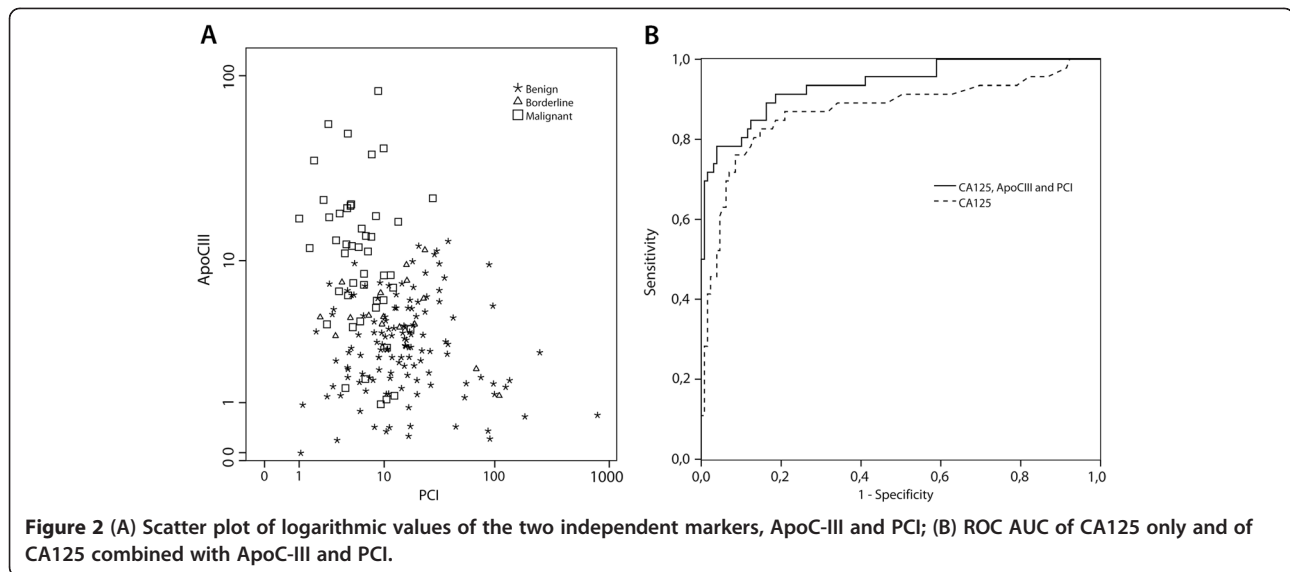 A
100
10
1
0.0
ApoCIII
Benign
Borderline
Malignant
0
1
10
100
1000
PCI
B
1,0
0,8
0,6
0,4
0,2
0,0
Sensitivity
CA125, ApoCIII and PCI
CA125
0,0
0,2
0,4
0,6
0,8
1,0
1 - Specificity
Figure 2 (A) Scatter plot of logarithmic values of the two independent markers, ApoC-III and PCI; (B) ROC AUC of CA125 only and of
CA125 combined with ApoC-III and PCI.